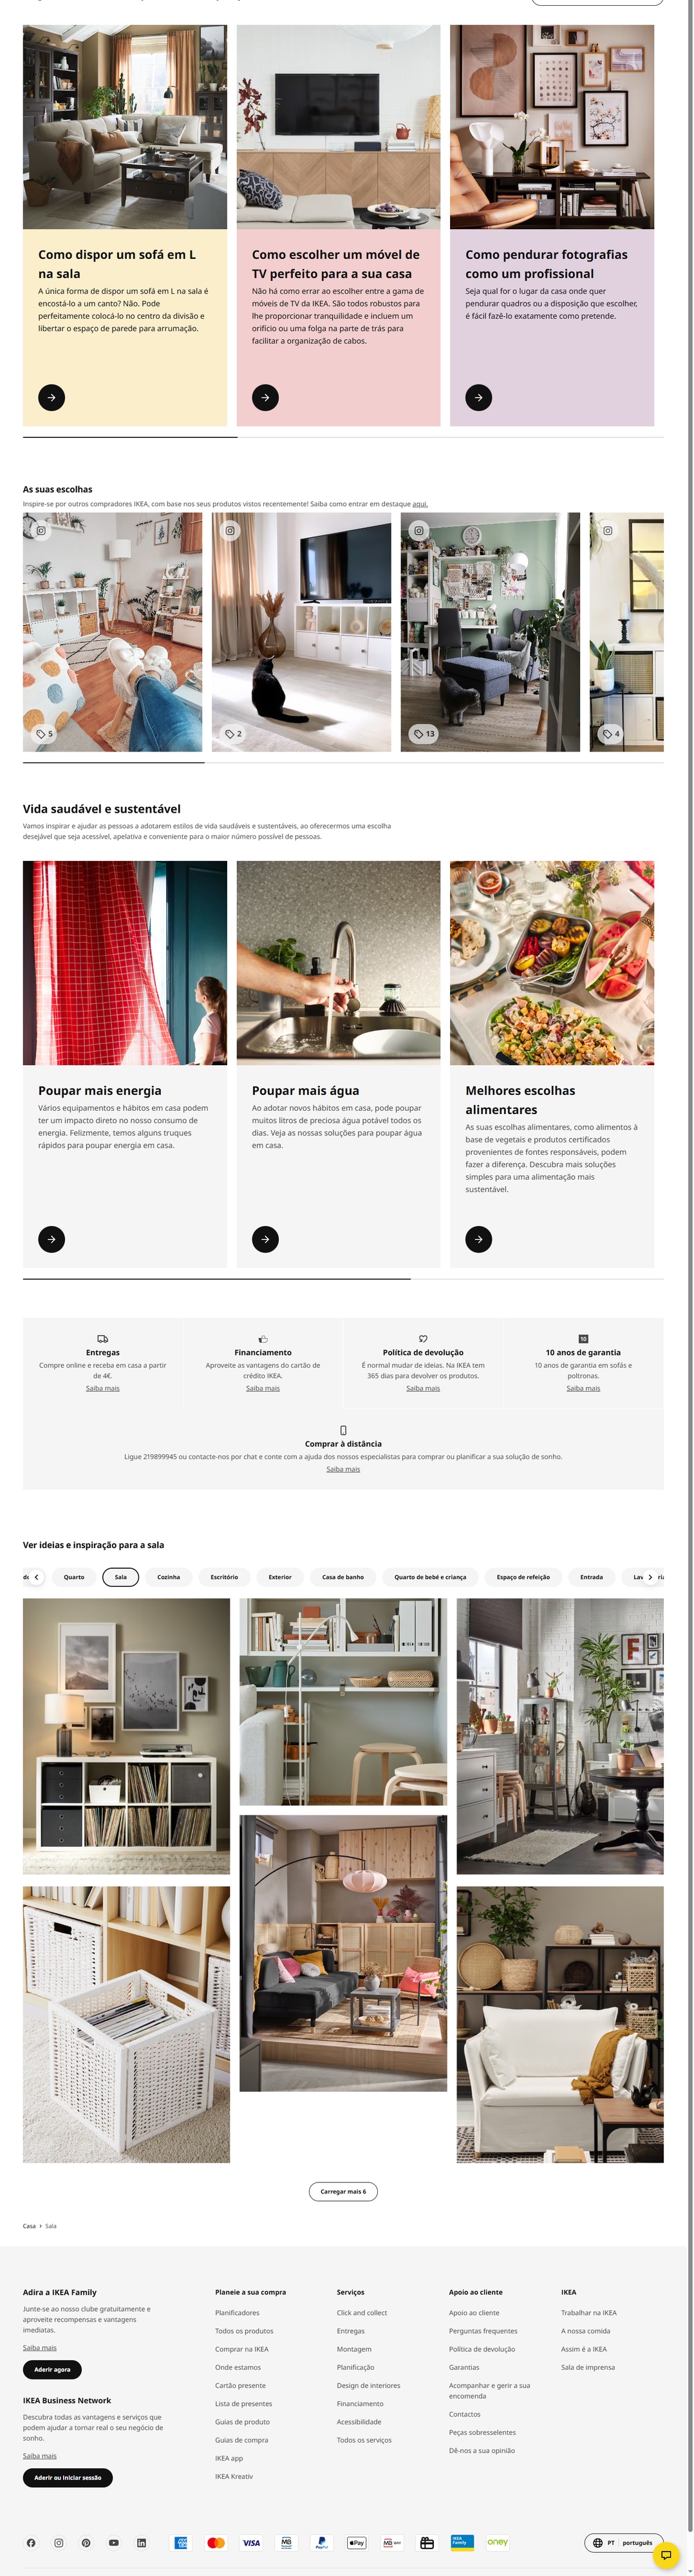 Como dispor um sofá em L
na sala
A única forma de dispor um sofá em L na sala é
encostá-lo a um canto? Não. Pode
perfeitamente colocá-lo no centro da divisão e
libertar o espaço de parede para arrumação.
Como escolher um móvel de
TV perfeito para a sua casa
Não há como errar ao escolher entre a gama de
móveis de TV da IKEA. São todos robustos para
lhe proporcionar tranquilidade e incluem um
orifício ou uma folga na parte de trás para
facilitar a organização de cabos.
Como pendurar fotografias
como um profissional
Seja qual for o lugar da casa onde quer
pendurar quadros ou a disposição que escolher,
é fácil fazê-lo exatamente como pretende.
As suas escolhas
Inspire-se por outros compradores IKEA, com base nos seus produtos vistos recentemente! Saiba como entrar em destaque aqui.
5
2
13
4
Vida saudável e sustentável
Vamos inspirar e ajudar as pessoas a adotarem estilos de vida saudáveis e sustentáveis, ao oferecermos uma escolha
desejável que seja acessível, apelativa e conveniente para o maior número possível de pessoas.
Poupar mais energia
Vários equipamentos e hábitos em casa podem
ter um impacto direto no nosso consumo de
energia. Felizmente, temos alguns truques
rápidos para poupar energia em casa.
Poupar mais água
Ao adotar novos hábitos em casa, pode poupar
muitos litros de preciosa água potável todos os
dias. Veja as nossas soluções para poupar água
em casa.
Melhores escolhas
alimentares
As suas escolhas alimentares, como alimentos à
base de vegetais e produtos certificados
provenientes de fontes responsáveis, podem
fazer a diferença. Descubra mais soluções
simples para uma alimentação mais
sustentável.
Entregas
Compre online e receba em casa a partir
de 4€.
Saiba mais
Financiamento
Aproveite as vantagens do cartão de
crédito IKEA.
Saiba mais
Política de devolução
É normal mudar de ideias. Na IKEA tem
365 dias para devolver os produtos.
Saiba mais
10
10 anos de garantia
10 anos de garantia em sofás e
poltronas.
Saiba mais
Comprar à distância
Ligue 219899945 ou contacte-nos por chat e conte com a ajuda dos nossos especialistas para comprar ou planificar a sua solução de sonho.
Saiba mais
Ver ideias e inspiração para a sala
Quarto
Sala
Cozinha
Escritório
Exterior
Casa de banho
Quarto de bebé e criança
Espaço de refeição
Entrada
F
Carregar mais 6
Casa › Sala
Adira a IKEA Family
Junte-se ao nosso clube gratuitamente e
aproveite recompensas e vantagens
imediatas.
Saiba mais
Aderir agora
IKEA Business Network
Descubra todas as vantagens e serviços que
podem ajudar a tornar real o seu negócio de
sonho.
Saiba mais
Aderir ou iniciar sessão
Planeie a sua compra
Planificadores
Todos os produtos
Comprar na IKEA
Onde estamos
Cartão presente
Lista de presentes
Guias de produto
Guias de compra
IKEA app
IKEA Kreativ
Serviços
Click and collect
Entregas
Montagem
Planificação
Design de interiores
Financiamento
Acessibilidade
Todos os serviços
Apoio ao cliente
Apoio ao cliente
Perguntas frequentes
Política de devolução
Garantias
Acompanhar e gerir a sua
encomenda
Contactos
Peças sobresselentes
Dê-nos a sua opinião
IKEA
Trabalhar na IKEA
A nossa comida
Assim é a IKEA
Sala de imprensa
VISA
MB
PayPal
Pay
MB WAY
IKEA
Family
oney
PT
português